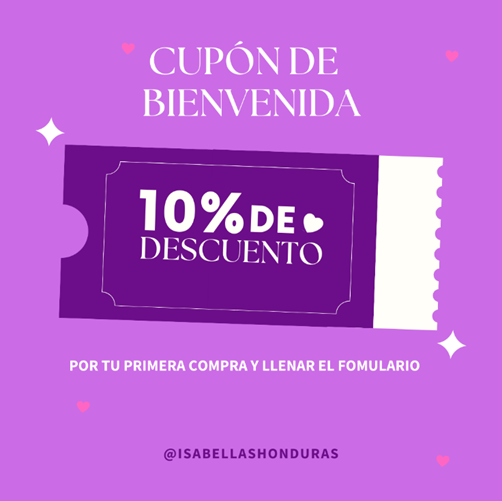 CUPÓN DE
BIENVENIDA
10% DE
DESCUENTO
POR TU PRIMERA COMPRA Y LLENAR EL FOMULARIO
@ISABELLASHONDURAS